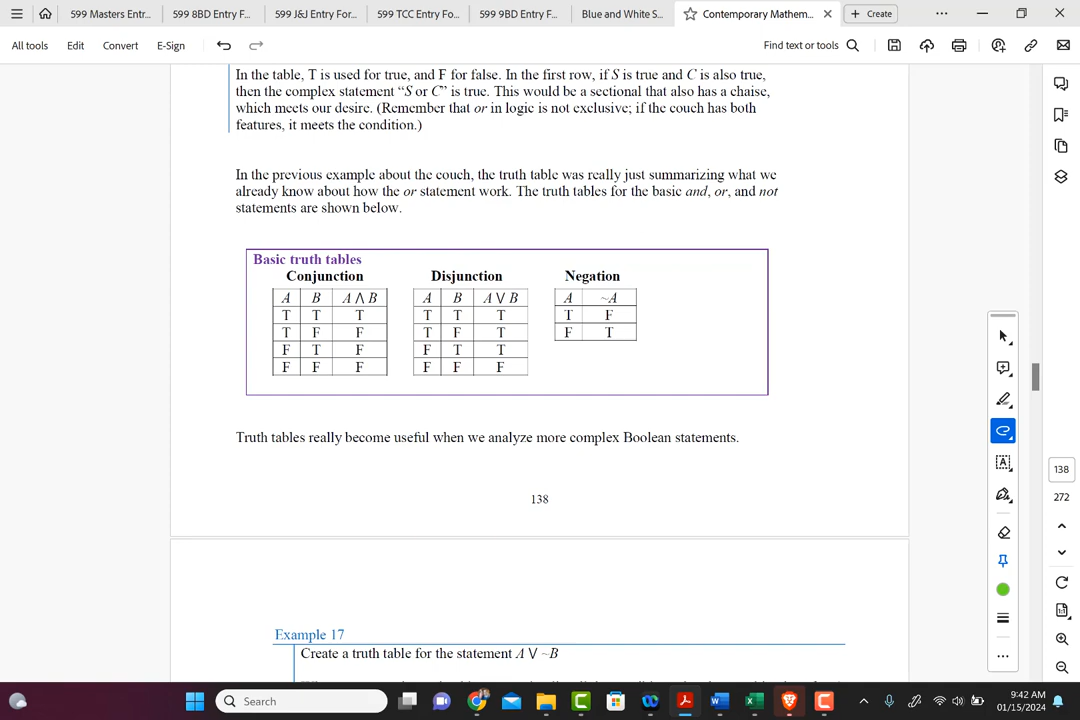 599 Masters Entr...
599 8BD Entry F...
599 J&J Entry For...
599 TCC Entry Fo...
599 9BD Entry F...
Blue and White S...
Contemporary Mathem...
Create
All tools
Edit
Convert
E-Sign
Find text or tools
In the table, T is used for true, and F for false. In the first row, if S is true and C is also true,
then the complex statement “S or C” is true. This would be a sectional that also has a chaise,
which meets our desire. (Remember that or in logic is not exclusive; if the couch has both
features, it meets the condition.)
In the previous example about the couch, the truth table was really just summarizing what we
already know about how the or statement work. The truth tables for the basic and, or, and not
statements are shown below.
Basic truth tables
Conjunction Disjunction Negation
A B A ⋀ B A B A ⋁ B A ~A
T T T T T T T F
T F F T F T F T
F T F F T T
F F F F F F
Truth tables really become useful when we analyze more complex Boolean statements.
138
Example 17
Create a truth table for the statement A ⋁ ~B
138
272
Search
9:42 AM
01/15/2024